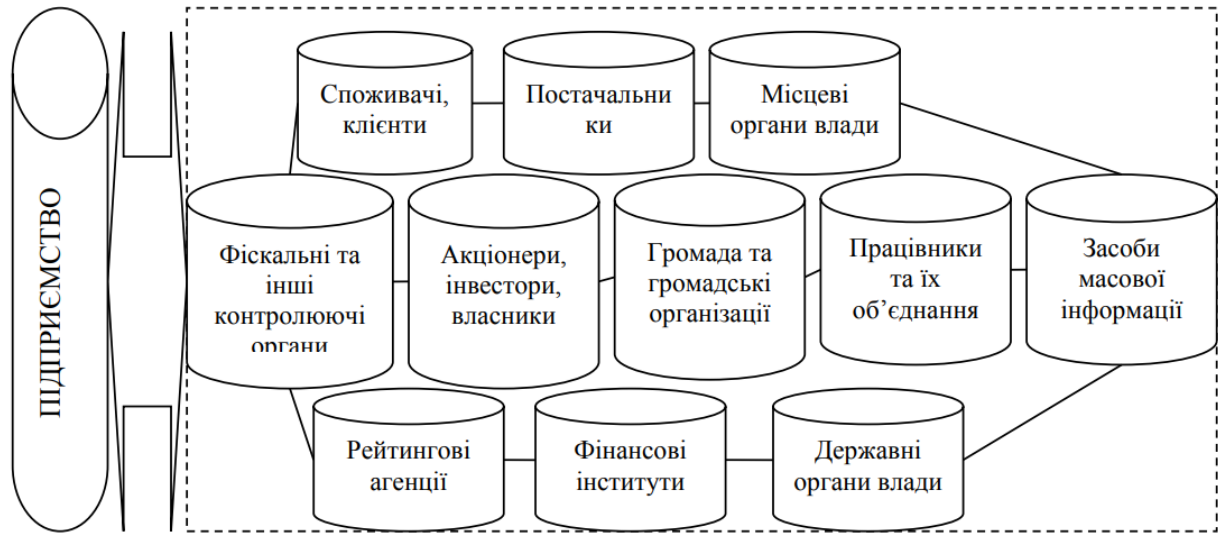 ПІДПРИЄМСТВО
Споживачі,
клієнти
Постачальни
ки
Місцеві
органи влади
Фіскальні та
інші
контролюючі
органи
Акціонери,
інвестори,
власники
Громада та
громадські
організації
Працівники
та їх
об’єднання
Засоби
масової
інформації
Рейтингові
агенції
Фінансові
інститути
Державні
органи влади